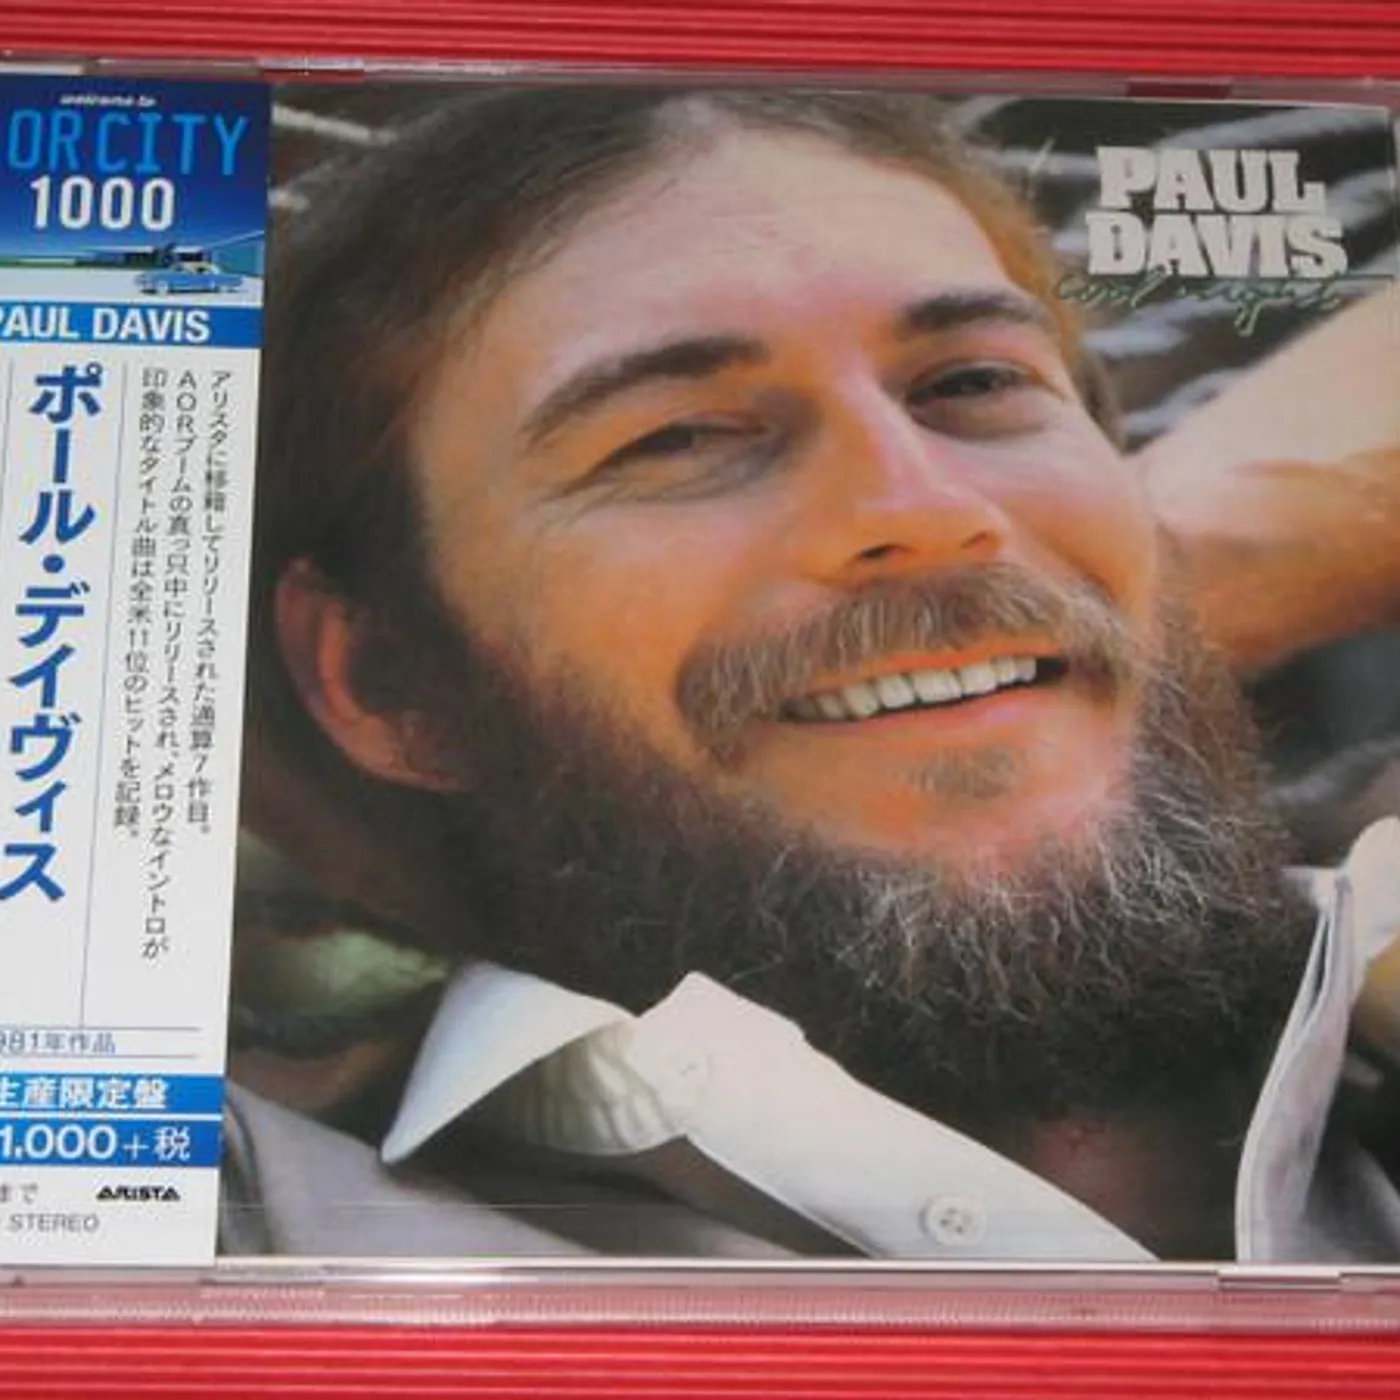 welcome to
OR CITY
1000
PAUL DAVIS
ポール・デイヴィス
アリスタに移籍してリリースされた通算7作目。
AORブームの真っ只中にリリースされ、メロウなイントロが
印象的なタイトル曲は全米11位のヒットを記録。
981年作品
生産限定盤
1.000+税
まで
ARISTA
STEREO
PAUL
DAVIS
cool night